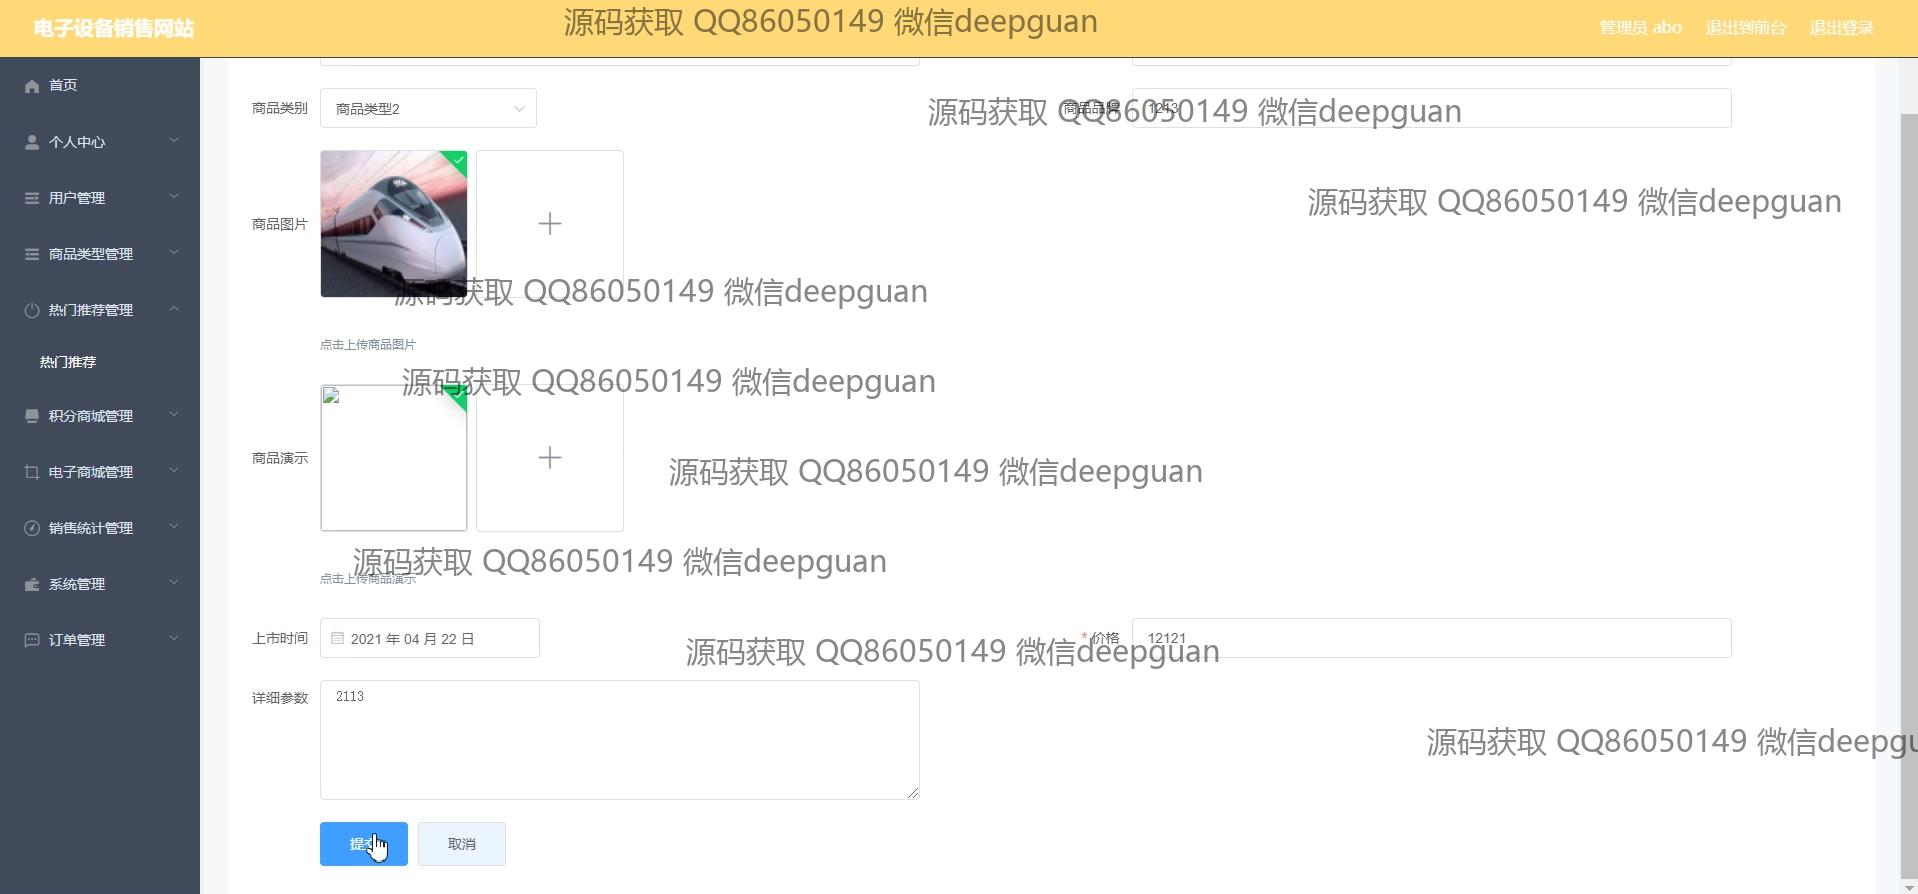 电子设备销售网站
源码获取 QQ86050149 微信deepguan
管理员 abo
退出到前台
退出登录
首页
个人中心
用户管理
商品类型管理
热门推荐管理
热门推荐
积分商城管理
电子商城管理
销售统计管理
系统管理
订单管理
商品类别
商品类型2
商品品牌
1213
源码获取 QQ86050149 微信deepguan
源码获取 QQ86050149 微信deepguan
商品图片
源码获取 QQ86050149 微信deepguan
点击上传商品图片
源码获取 QQ86050149 微信deepguan
商品演示
源码获取 QQ86050149 微信deepguan
源码获取 QQ86050149 微信deepguan
点击上传商品演示
上市时间
2021 年 04 月 22 日
*价格
12121
源码获取 QQ86050149 微信deepguan
详细参数
2113
源码获取 QQ86050149 微信deepgu
提交
取消